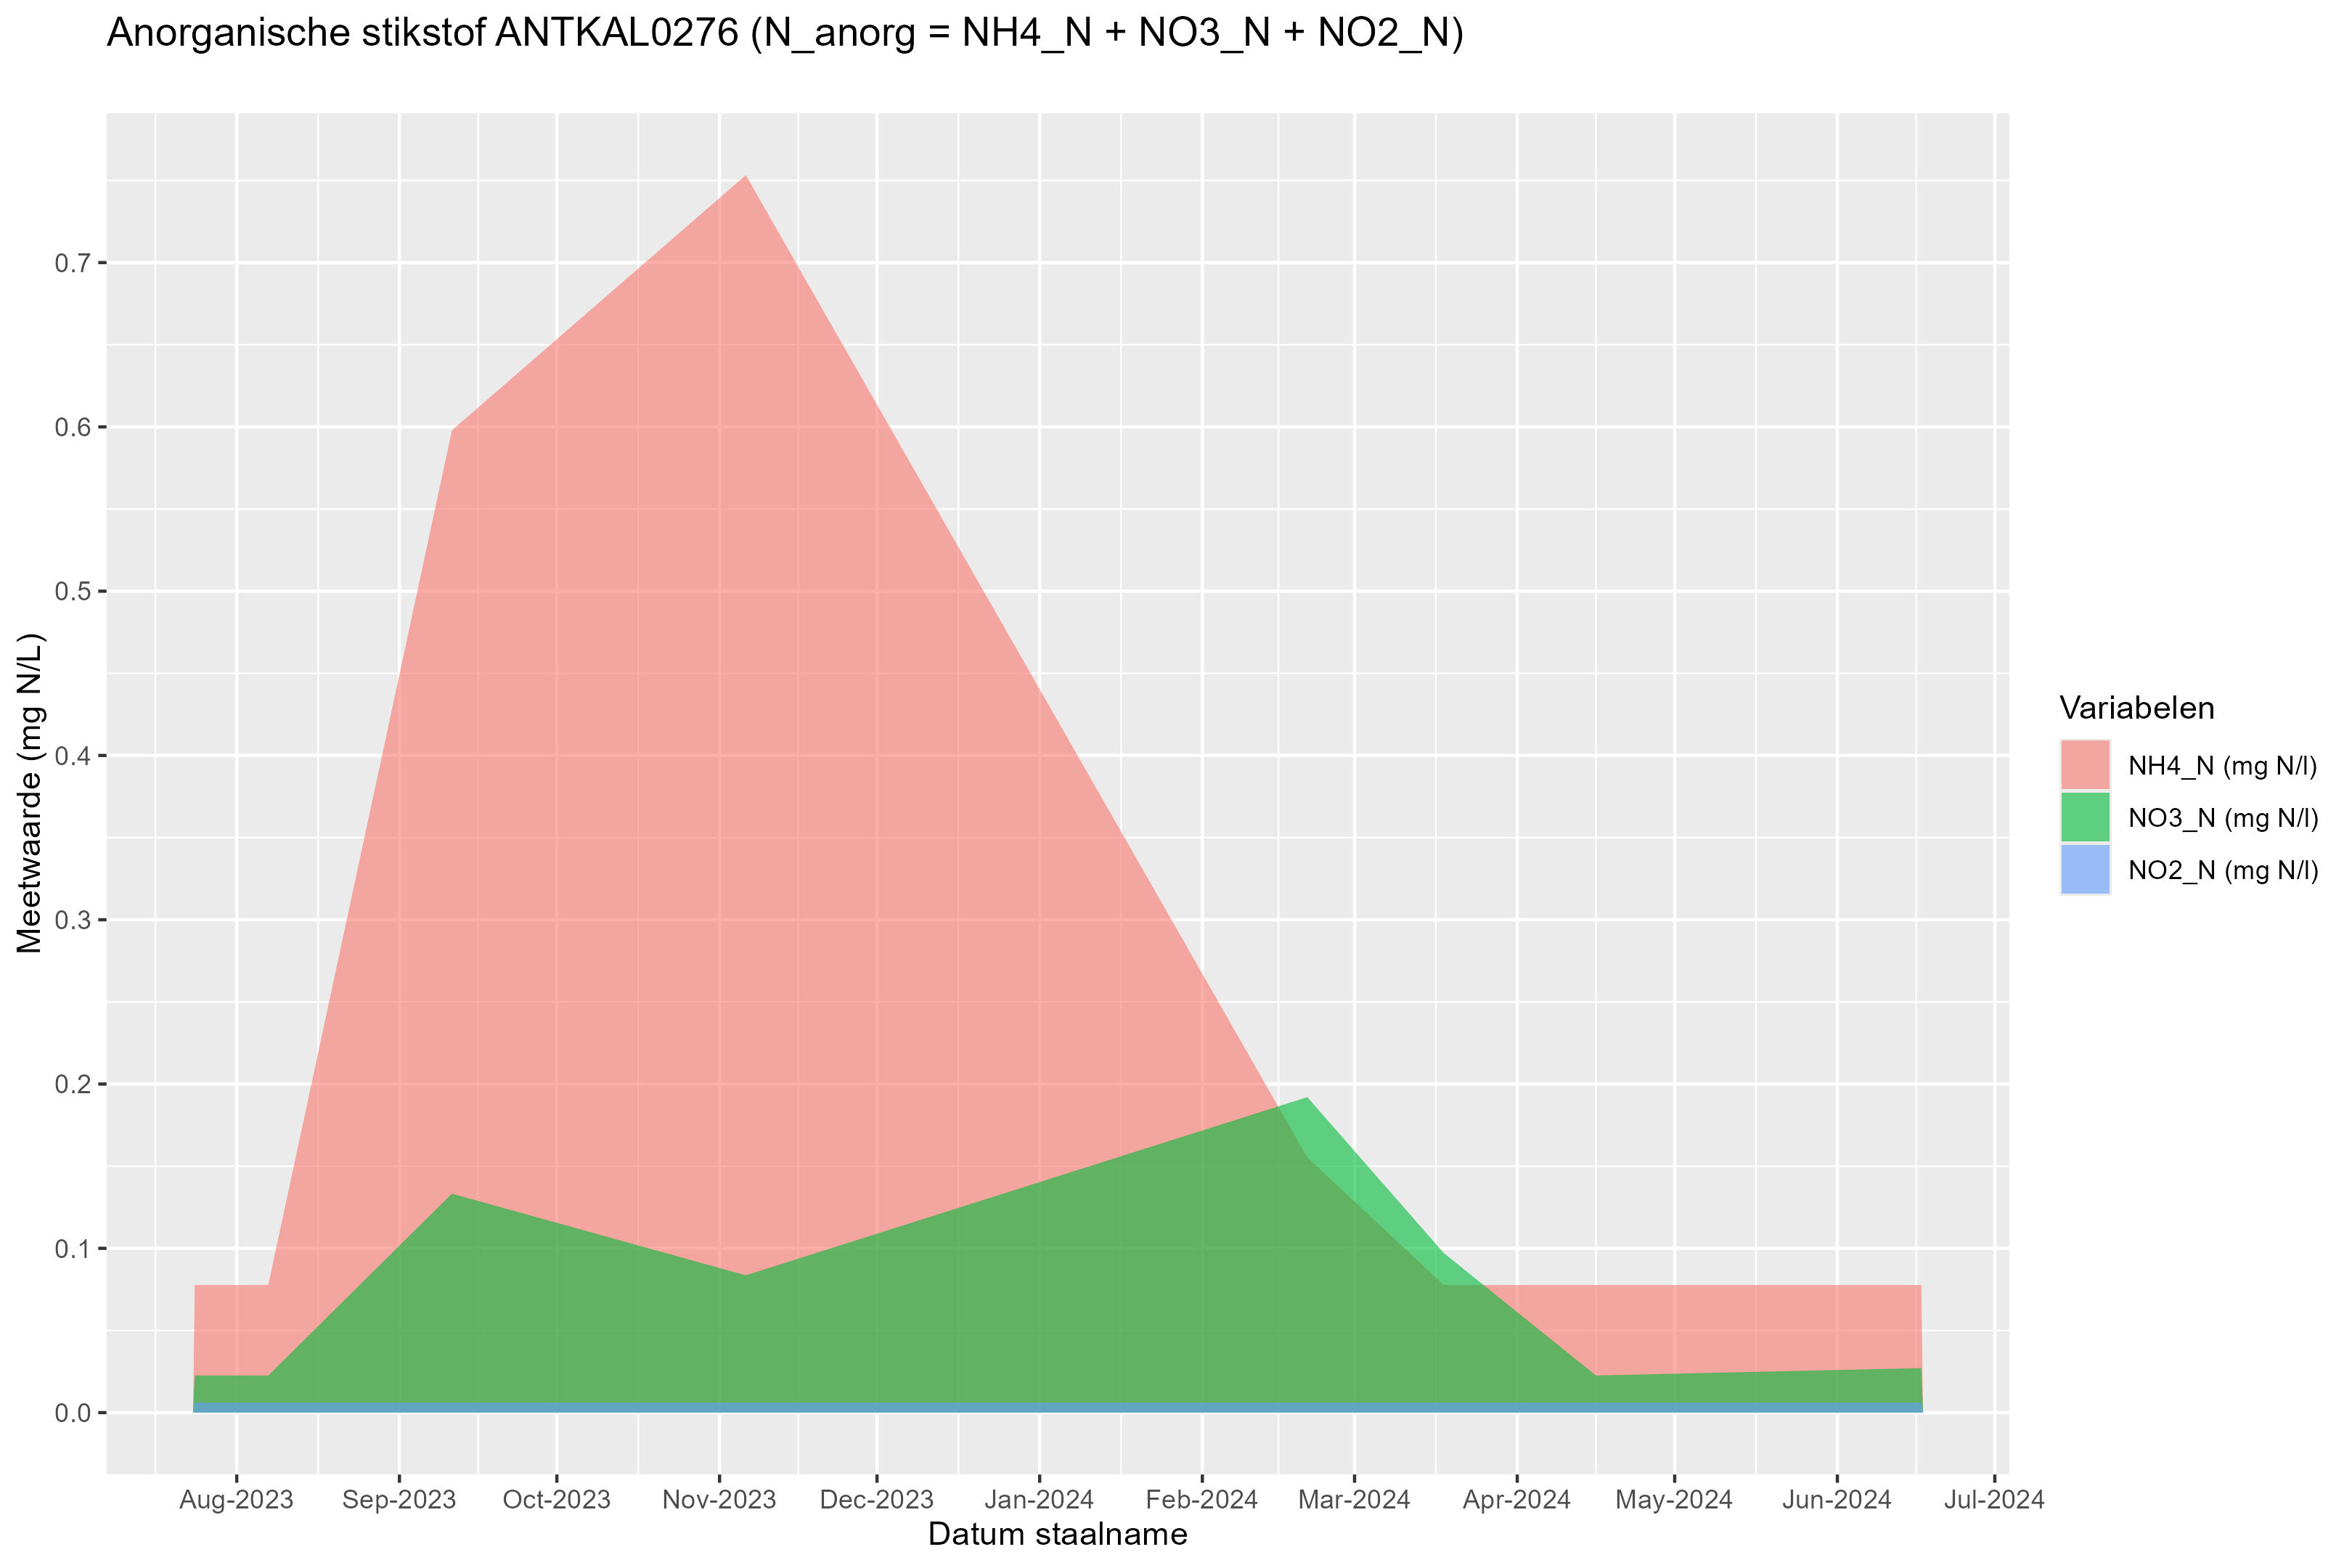 Anorganische stikstof ANTKAL0276 (N_anorg = NH4_N + NO3_N + NO2_N)
Meetwaarde (mg N/L)
0.7
0.6
0.5
0.4
0.3
0.2
0.1
0.0
Aug-2023 Sep-2023 Oct-2023 Nov-2023 Dec-2023 Jan-2024 Feb-2024 Mar-2024 Apr-2024 May-2024 Jun-2024 Jul-2024
Datum staalname
Variabelen
NH4_N (mg N/l)
NO3_N (mg N/l)
NO2_N (mg N/l)